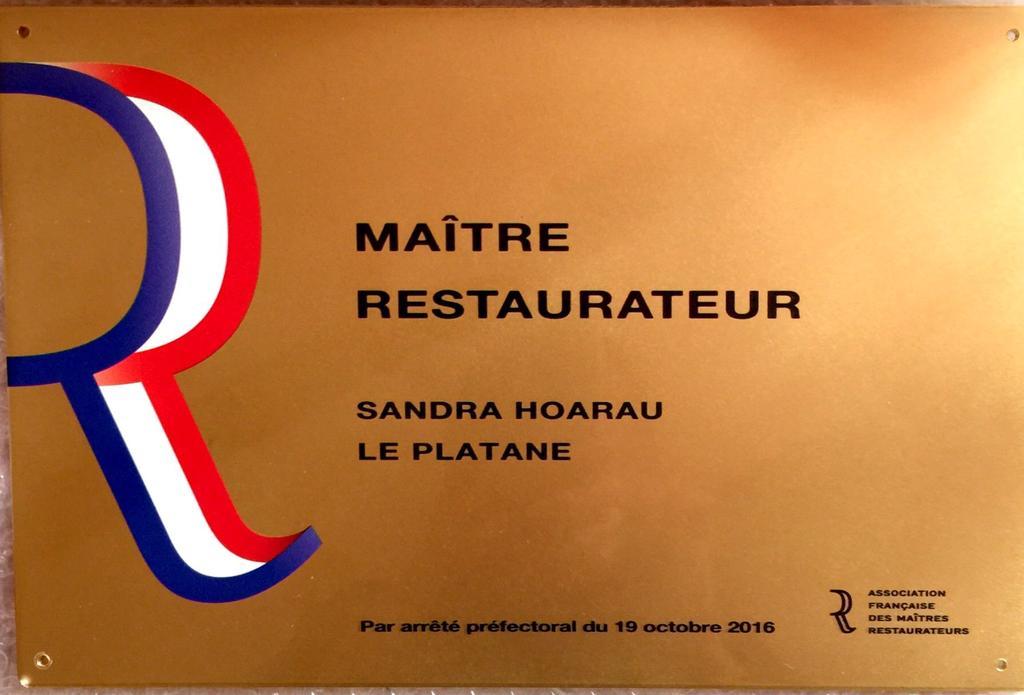 MAÎTRE
RESTAURATEUR
SANDRA HOARAU
LE PLATANE
Par arrêté préfectoral du 19 octobre 2016
R
ASSOCIATION
FRANÇAISE
DES MAÎTRES
RESTAURATEURS